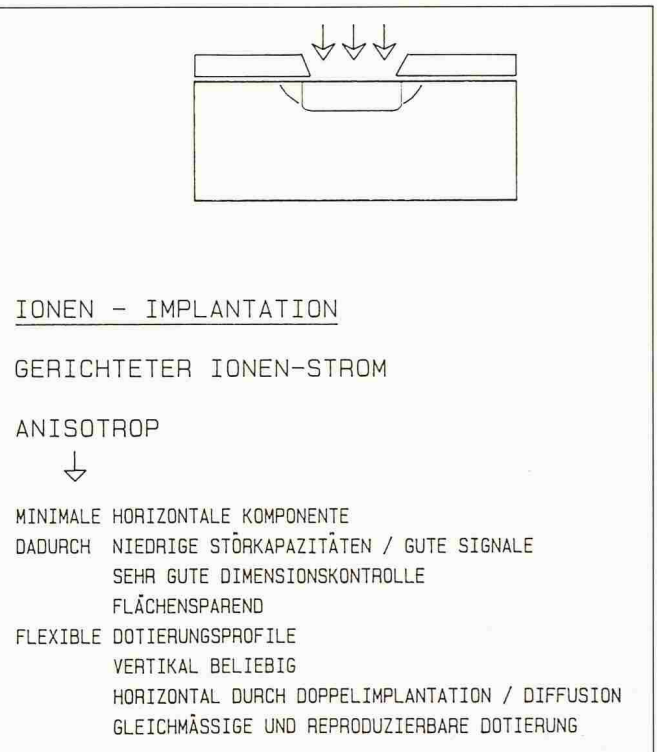 IONEN - IMPLANTATION
GERICHTETER IONEN-STROM
ANISOTROP
MINIMALE HORIZONTALE KOMPONENTE
DADURCH NIEDRIGE STÖRKAPAZITÄTEN / GUTE SIGNALE
SEHR GUTE DIMENSIONSKONTROLLE
FLÄCHENSPAREND
FLEXIBLE DOTIERUNGSPROFILE
VERTIKAL BELIEBIG
HORIZONTAL DURCH DOPPELIMPLANTATION / DIFFUSION
GLEICHMÄSSIGE UND REPRODUZIERBARE DOTIERUNG